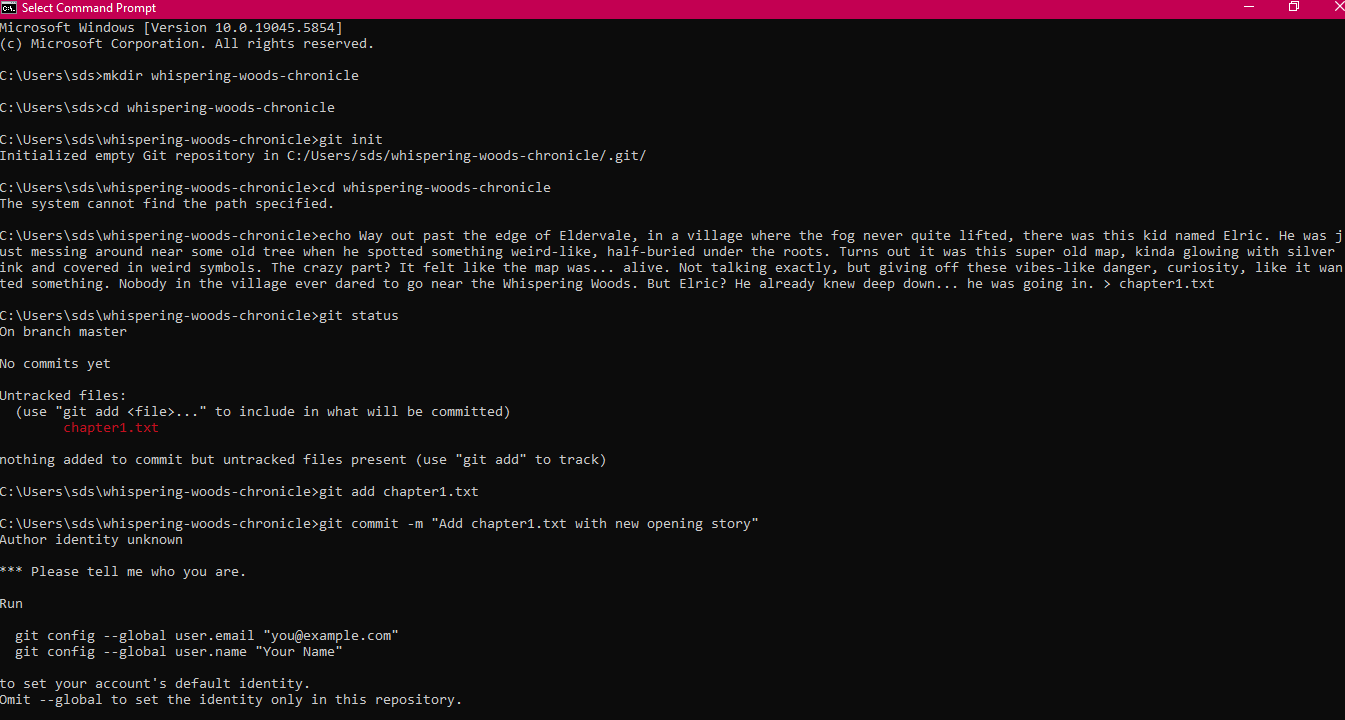 Select Command Prompt
Microsoft Windows [Version 10.0.19045.5854]
(c) Microsoft Corporation. All rights reserved.
C:\Users\sds>mkdir whispering-woods-chronicle
C:\Users\sds>cd whispering-woods-chronicle
C:\Users\sds\whispering-woods-chronicle>git init
Initialized empty Git repository in C:/Users/sds/whispering-woods-chronicle/.git/
C:\Users\sds\whispering-woods-chronicle>cd whispering-woods-chronicle
The system cannot find the path specified.
C:\Users\sds\whispering-woods-chronicle>echo Way out past the edge of Eldervale, in a village where the fog never quite lifted, there was this kid named Elric. He was j
ust messing around near some old tree when he spotted something weird-like, half-buried under the roots. Turns out it was this super old map, kinda glowing with silver
ink and covered in weird symbols. The crazy part? It felt like the map was... alive. Not talking exactly, but giving off these vibes-like danger, curiosity, like it wan
ted something. Nobody in the village ever dared to go near the Whispering Woods. But Elric? He already knew deep down... he was going in. > chapter1.txt
C:\Users\sds\whispering-woods-chronicle>git status
On branch master
No commits yet
Untracked files:
(use "git add <file>..." to include in what will be committed)
chapter1.txt
nothing added to commit but untracked files present (use "git add" to track)
C:\Users\sds\whispering-woods-chronicle>git add chapter1.txt
C:\Users\sds\whispering-woods-chronicle>git commit -m "Add chapter1.txt with new opening story"
Author identity unknown
*** Please tell me who you are.
Run
git config --global user.email "you@example.com"
git config --global user.name "Your Name"
to set your account's default identity.
Omit --global to set the identity only in this repository.